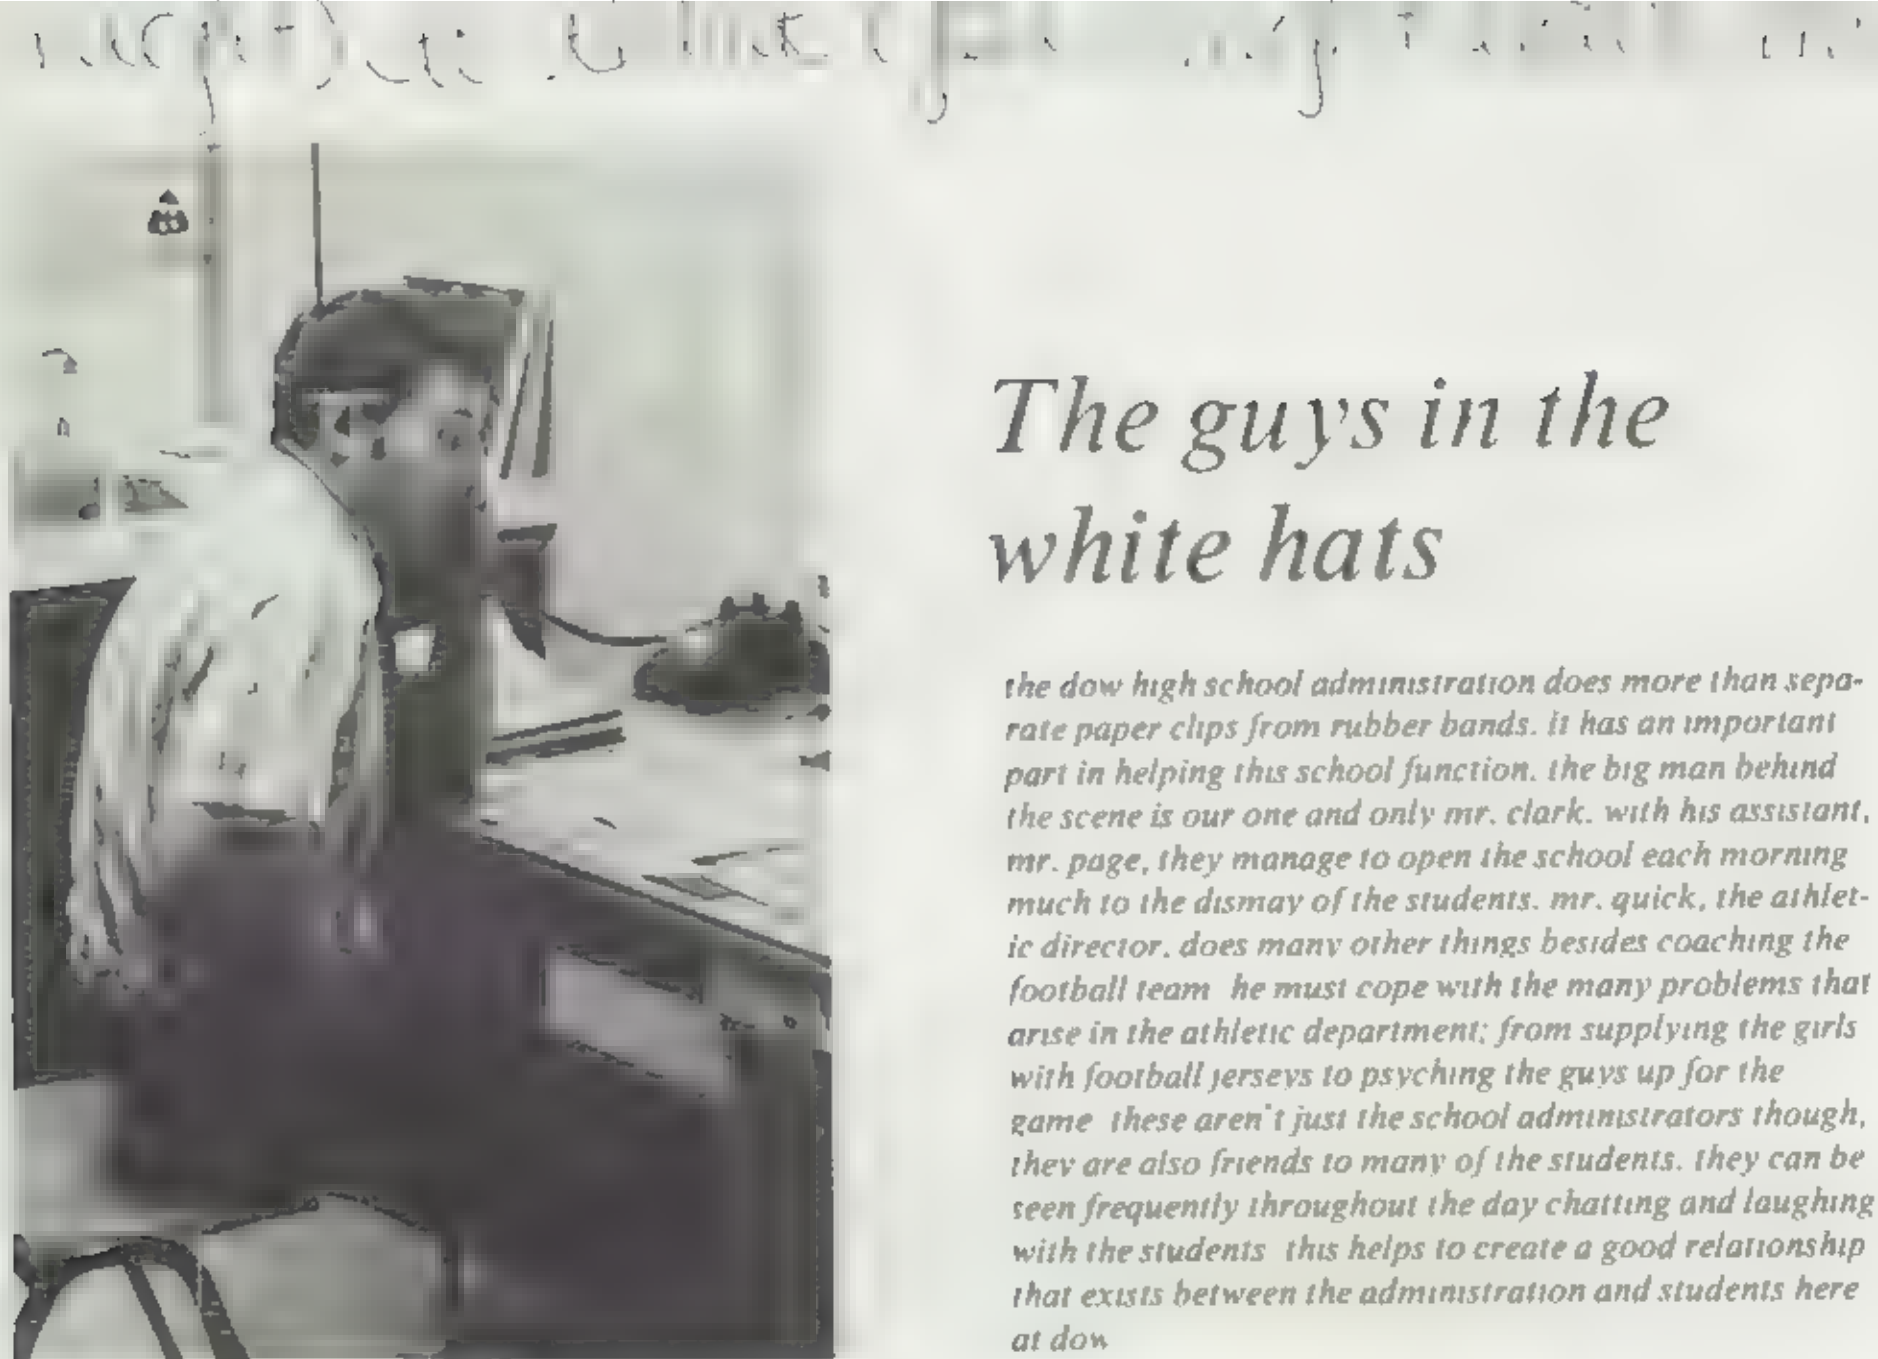 The guys in the
white hats
the dow high school administration does more than sepa-
rate paper clips from rubber bands. it has an important
part in helping this school function. the big man behind
the scene is our one and only mr. clark. with his assistant,
mr. page, they manage to open the school each morning
much to the dismay of the students. mr. quick, the athlet-
ic director, does many other things besides coaching the
football team he must cope with the many problems that
arise in the athletic department; from supplying the girls
with football jerseys to psyching the guys up for the
game these aren't just the school administrators though,
they are also friends to many of the students. they can be
seen frequently throughout the day chatting and laughing
with the students this helps to create a good relationship
that exists between the administration and students here
at dow